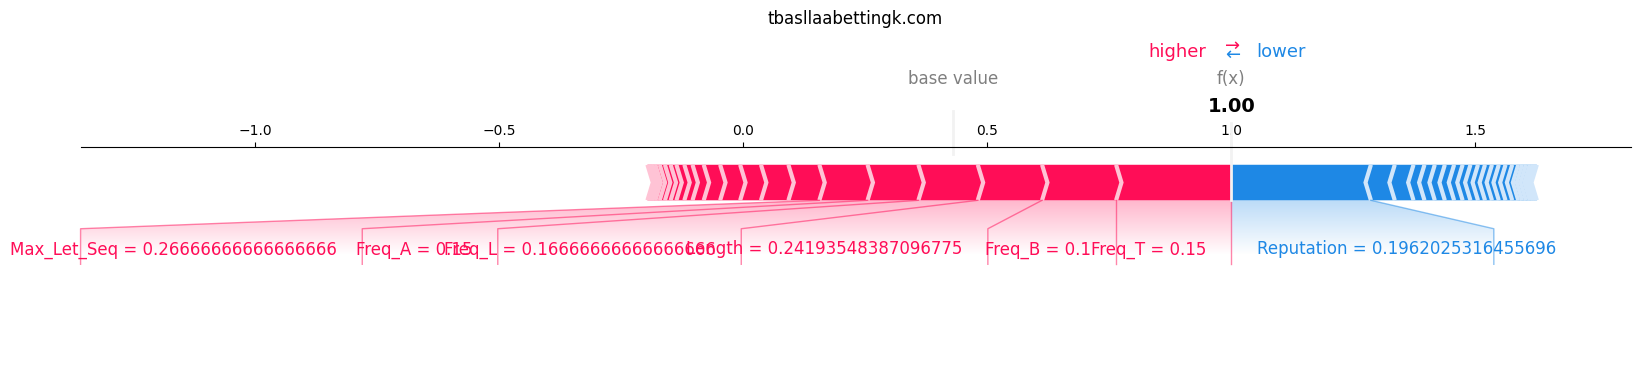 tbasllaabettingk.com
higher ⇄ lower
base value f(x)
1.00
−1.0 −0.5 0.0 0.5 1.0 1.5
Max_Let_Seq = 0.26666666666666666 Freq_A = 0.15 Freq_L = 0.16666666666666666 Length = 0.24193548387096775 Freq_B = 0.1 Freq_T = 0.15 Reputation = 0.1962025316455696